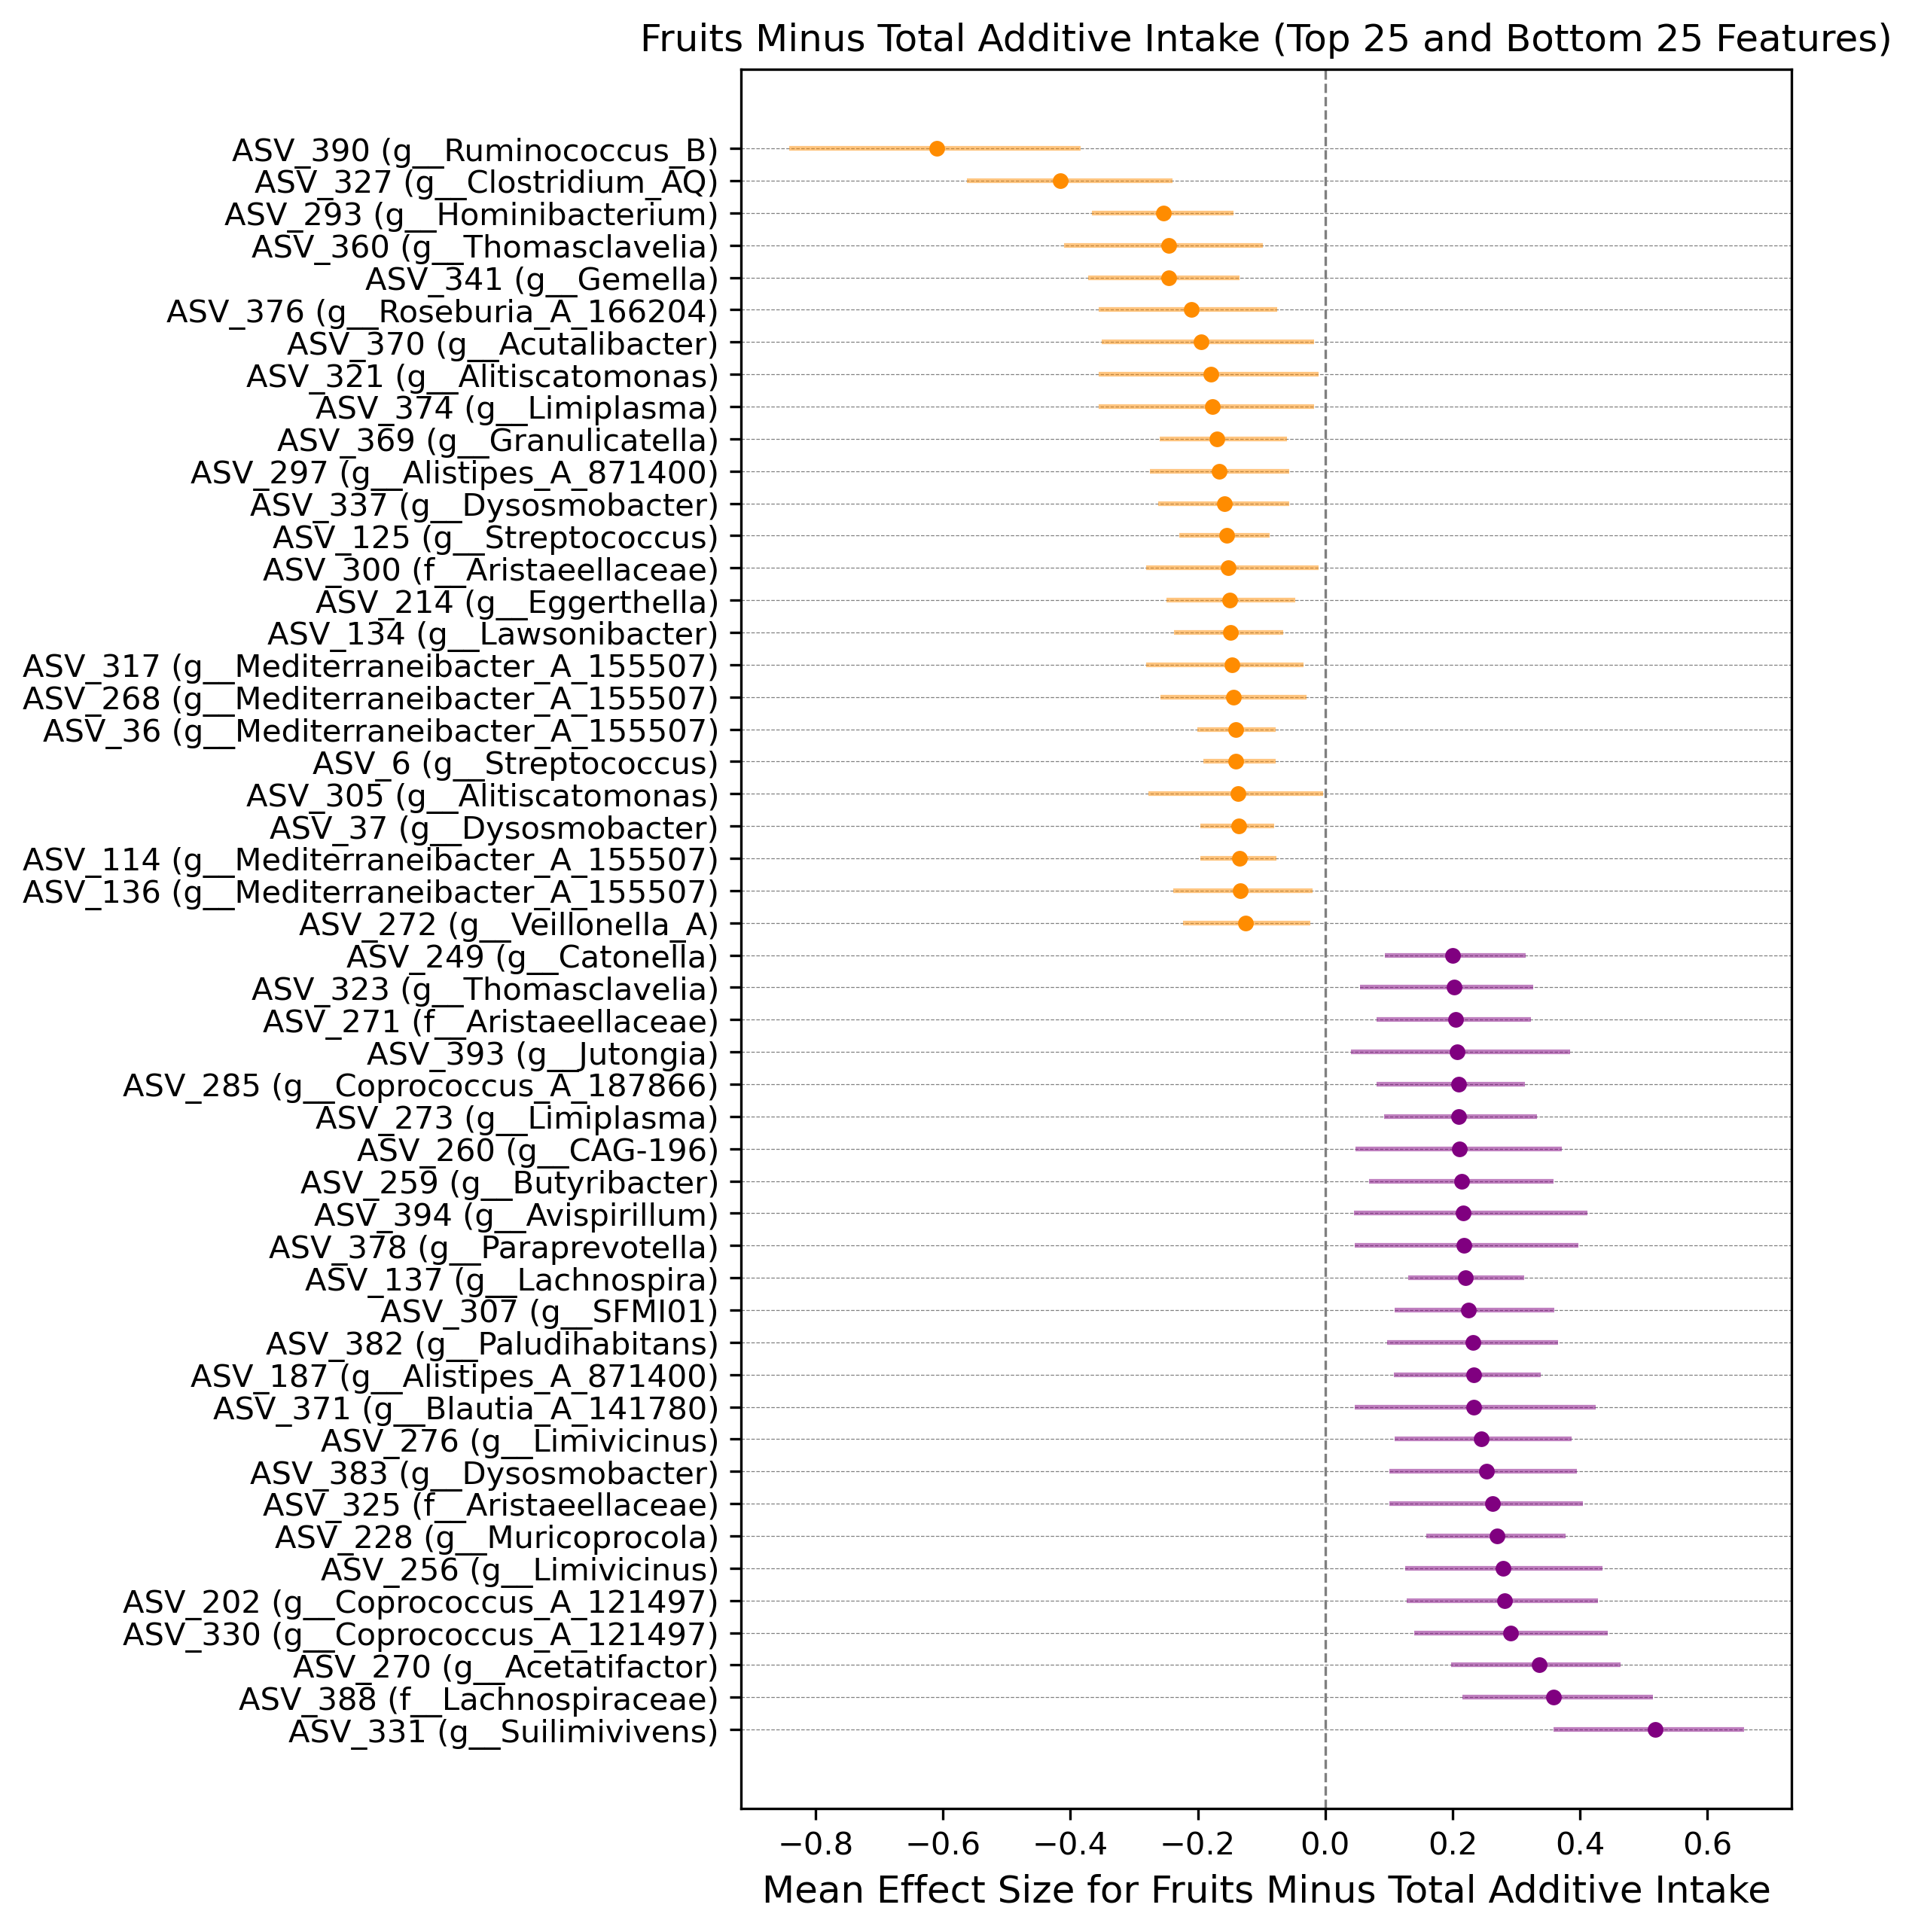 Fruits Minus Total Additive Intake (Top 25 and Bottom 25 Features)
ASV_390 (g__Ruminococcus_B)
ASV_327 (g__Clostridium_AQ)
ASV_293 (g__Hominibacterium)
ASV_360 (g__Thomasclavelia)
ASV_341 (g__Gemella)
ASV_376 (g__Roseburia_A_166204)
ASV_370 (g__Acutalibacter)
ASV_321 (g__Alitiscatomonas)
ASV_374 (g__Limiplasma)
ASV_369 (g__Granulicatella)
ASV_297 (g__Alistipes_A_871400)
ASV_337 (g__Dysosmobacter)
ASV_125 (g__Streptococcus)
ASV_300 (f__Aristaeellaceae)
ASV_214 (g__Eggerthella)
ASV_134 (g__Lawsonibacter)
ASV_317 (g__Mediterraneibacter_A_155507)
ASV_268 (g__Mediterraneibacter_A_155507)
ASV_36 (g__Mediterraneibacter_A_155507)
ASV_6 (g__Streptococcus)
ASV_305 (g__Alitiscatomonas)
ASV_37 (g__Dysosmobacter)
ASV_114 (g__Mediterraneibacter_A_155507)
ASV_136 (g__Mediterraneibacter_A_155507)
ASV_272 (g__Veillonella_A)
ASV_249 (g__Catonella)
ASV_323 (g__Thomasclavelia)
ASV_271 (f__Aristaeellaceae)
ASV_393 (g__Jutongia)
ASV_285 (g__Coprococcus_A_187866)
ASV_273 (g__Limiplasma)
ASV_260 (g__CAG-196)
ASV_259 (g__Butyribacter)
ASV_394 (g__Avispirillum)
ASV_378 (g__Paraprevotella)
ASV_137 (g__Lachnospira)
ASV_307 (g__SFMI01)
ASV_382 (g__Paludihabitans)
ASV_187 (g__Alistipes_A_871400)
ASV_371 (g__Blautia_A_141780)
ASV_276 (g__Limivicinus)
ASV_383 (g__Dysosmobacter)
ASV_325 (f__Aristaeellaceae)
ASV_228 (g__Muricoprocola)
ASV_256 (g__Limivicinus)
ASV_202 (g__Coprococcus_A_121497)
ASV_330 (g__Coprococcus_A_121497)
ASV_270 (g__Acetatifactor)
ASV_388 (f__Lachnospiraceae)
ASV_331 (g__Suilimivivens)
−0.8 −0.6 −0.4 −0.2 0.0 0.2 0.4 0.6
Mean Effect Size for Fruits Minus Total Additive Intake